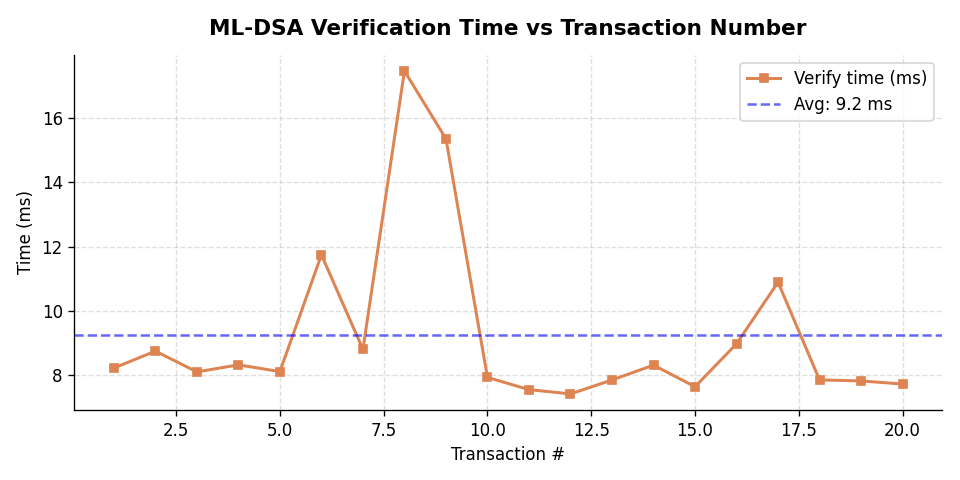 ML-DSA Verification Time vs Transaction Number
Verify time (ms)
Avg: 9.2 ms
Time (ms)
16
14
12
10
8
2.5 5.0 7.5 10.0 12.5 15.0 17.5 20.0
Transaction #